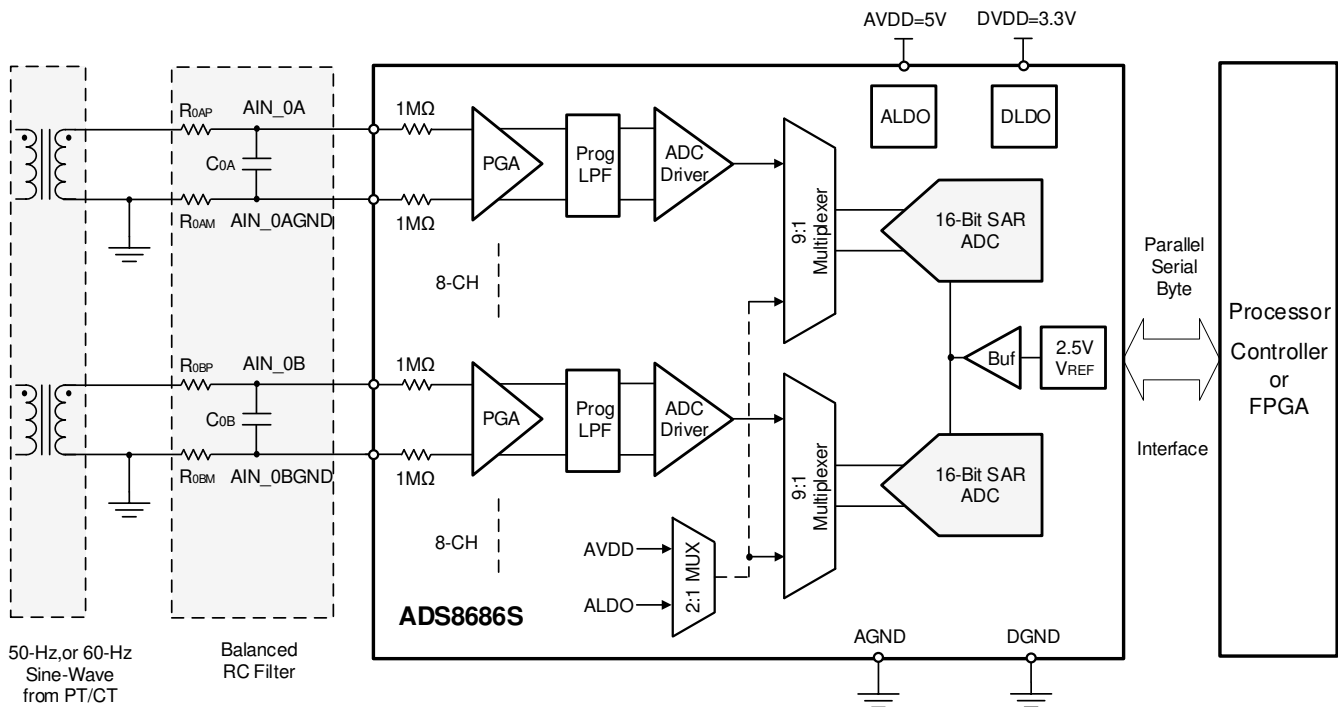 AVDD=5V
DVDD=3.3V
R0AP
AIN_0A
1MΩ
ALDO
DLDO
C0A
PGA
Prog
LPF
ADC
Driver
9:1
Multiplexer
16-Bit SAR
ADC
R0AM
AIN_0AGND
1MΩ
8-CH
Parallel
Serial
Byte
Processor
Controller
or
FPGA
Buf
2.5V
VREF
R0BP
AIN_0B
1MΩ
C0B
PGA
Prog
LPF
ADC
Driver
9:1
Multiplexer
16-Bit SAR
ADC
Interface
R0BM
AIN_0BGND
1MΩ
8-CH
AVDD
ALDO
2:1 MUX
ADS8686S
AGND
DGND
50-Hz,or 60-Hz
Sine-Wave
from PT/CT
Balanced
RC Filter